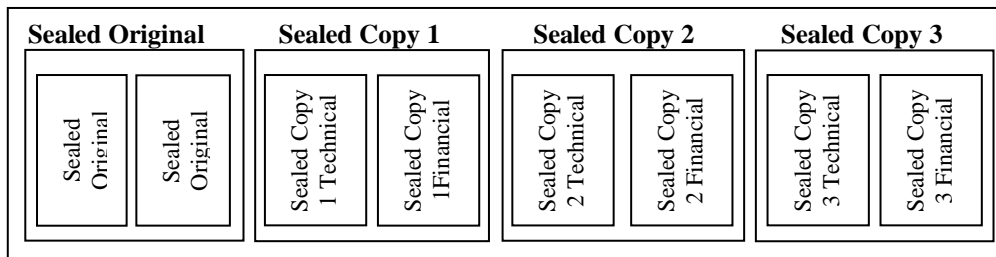 Sealed Original
Sealed Copy 1
Sealed Copy 2
Sealed Copy 3
Sealed
Original
Sealed
Original
Sealed Copy
1 Technical
Sealed Copy
1Financial
Sealed Copy
2 Technical
Sealed Copy
2 Financial
Sealed Copy
3 Technical
Sealed Copy
3 Financial